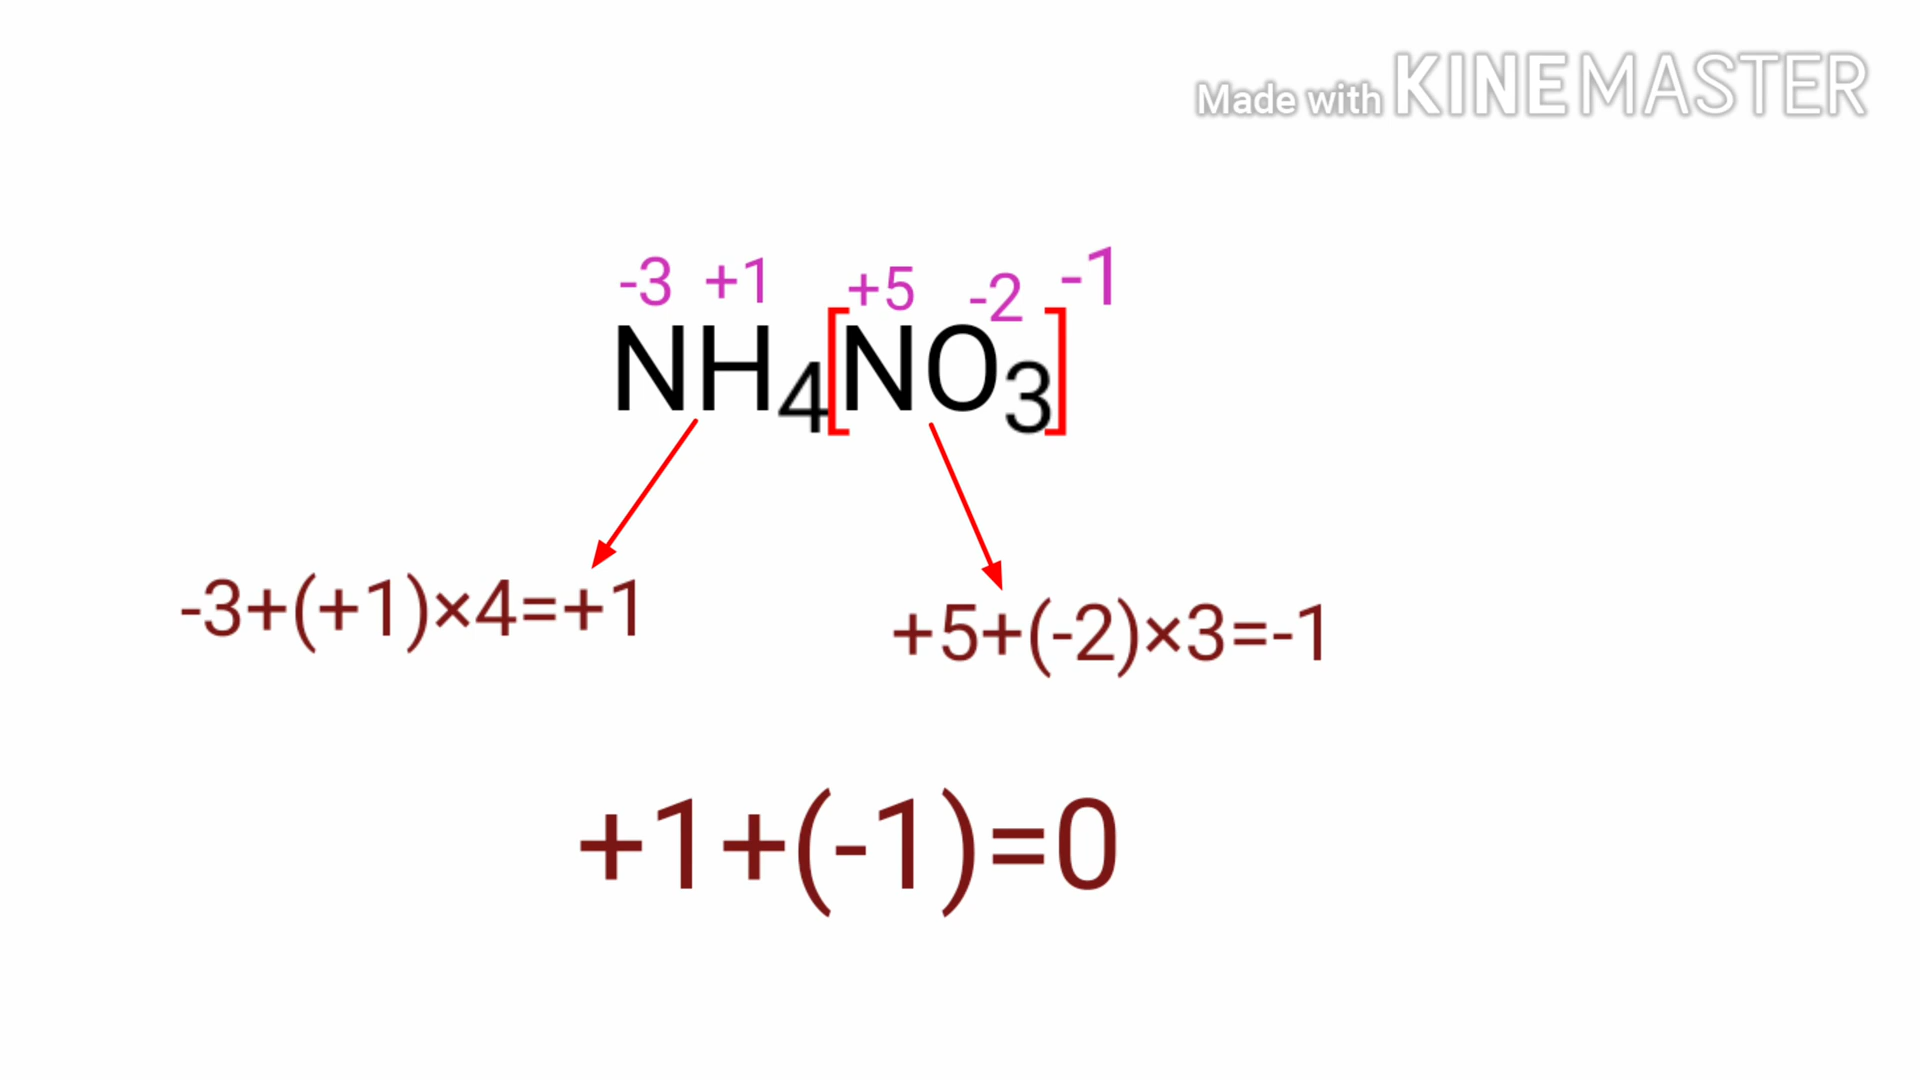 Made with KINEMASTER
-3 +1 +5 -2 -1
NH4[NO3]
-3+(+1)×4=+1
+5+(-2)×3=-1
+1+(-1)=0